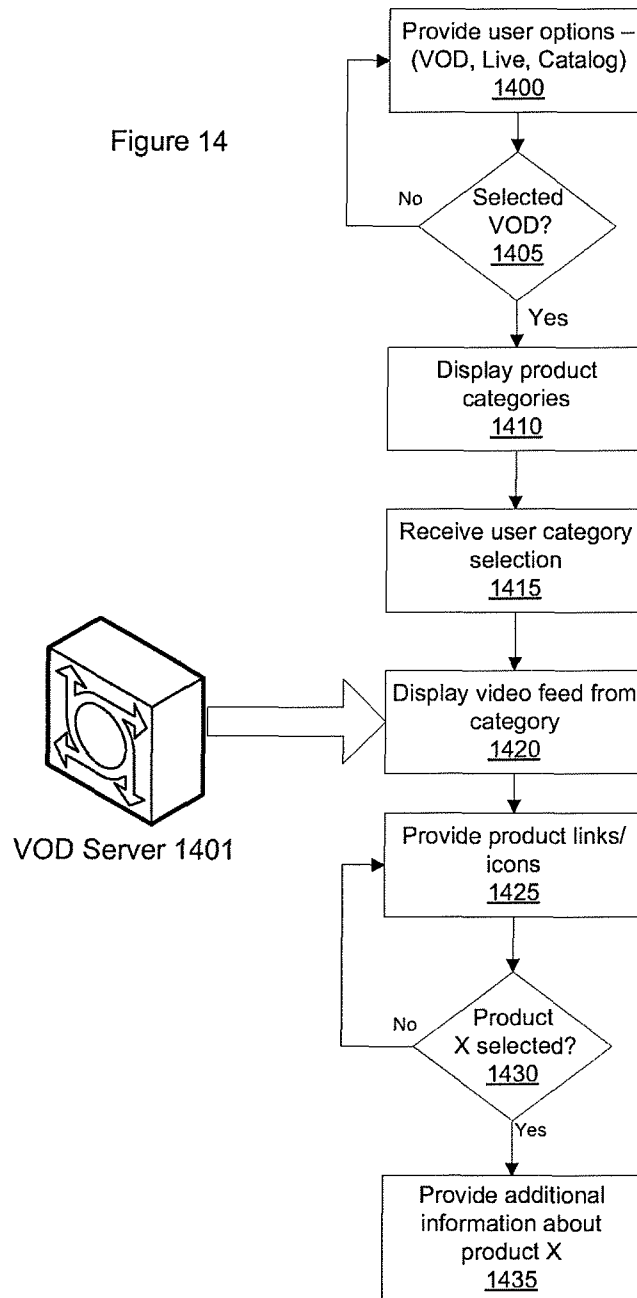 Provide user options –
(VOD, Live, Catalog)
1400
Figure 14
No
Selected
VOD?
1405
Yes
Display product
categories
1410
Receive user category
selection
1415
Display video feed from
category
1420
VOD Server 1401
Provide product links/
icons
1425
No
Product
X selected?
1430
Yes
Provide additional
information about
product X
1435